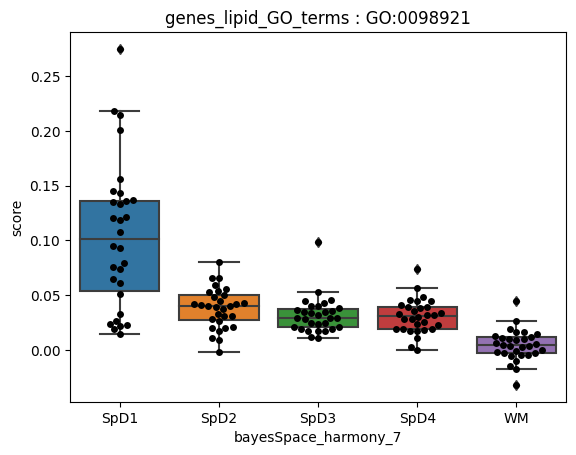 genes_lipid_GO_terms : GO:0098921
0.25
0.20
0.15
0.10
0.05
0.00
score
SpD1 SpD2 SpD3 SpD4 WM
bayesSpace_harmony_7